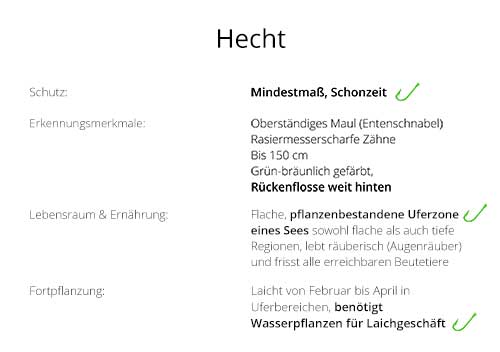 Hecht
Schutz:
Mindestmaß, Schonzeit
Erkennungsmerkmale:
Oberständiges Maul (Entenschnabel)
Rasiermesserscharfe Zähne
Bis 150 cm
Grün-bräunlich gefärbt,
Rückenflosse weit hinten
Lebensraum & Ernährung:
Flache, pflanzenbestandene Uferzone
eines Sees sowohl flache als auch tiefe
Regionen, lebt räuberisch (Augenräuber)
und frisst alle erreichbaren Beutetiere
Fortpflanzung:
Laicht von Februar bis April in
Uferbereichen, benötigt
Wasserpflanzen für Laichgeschäft